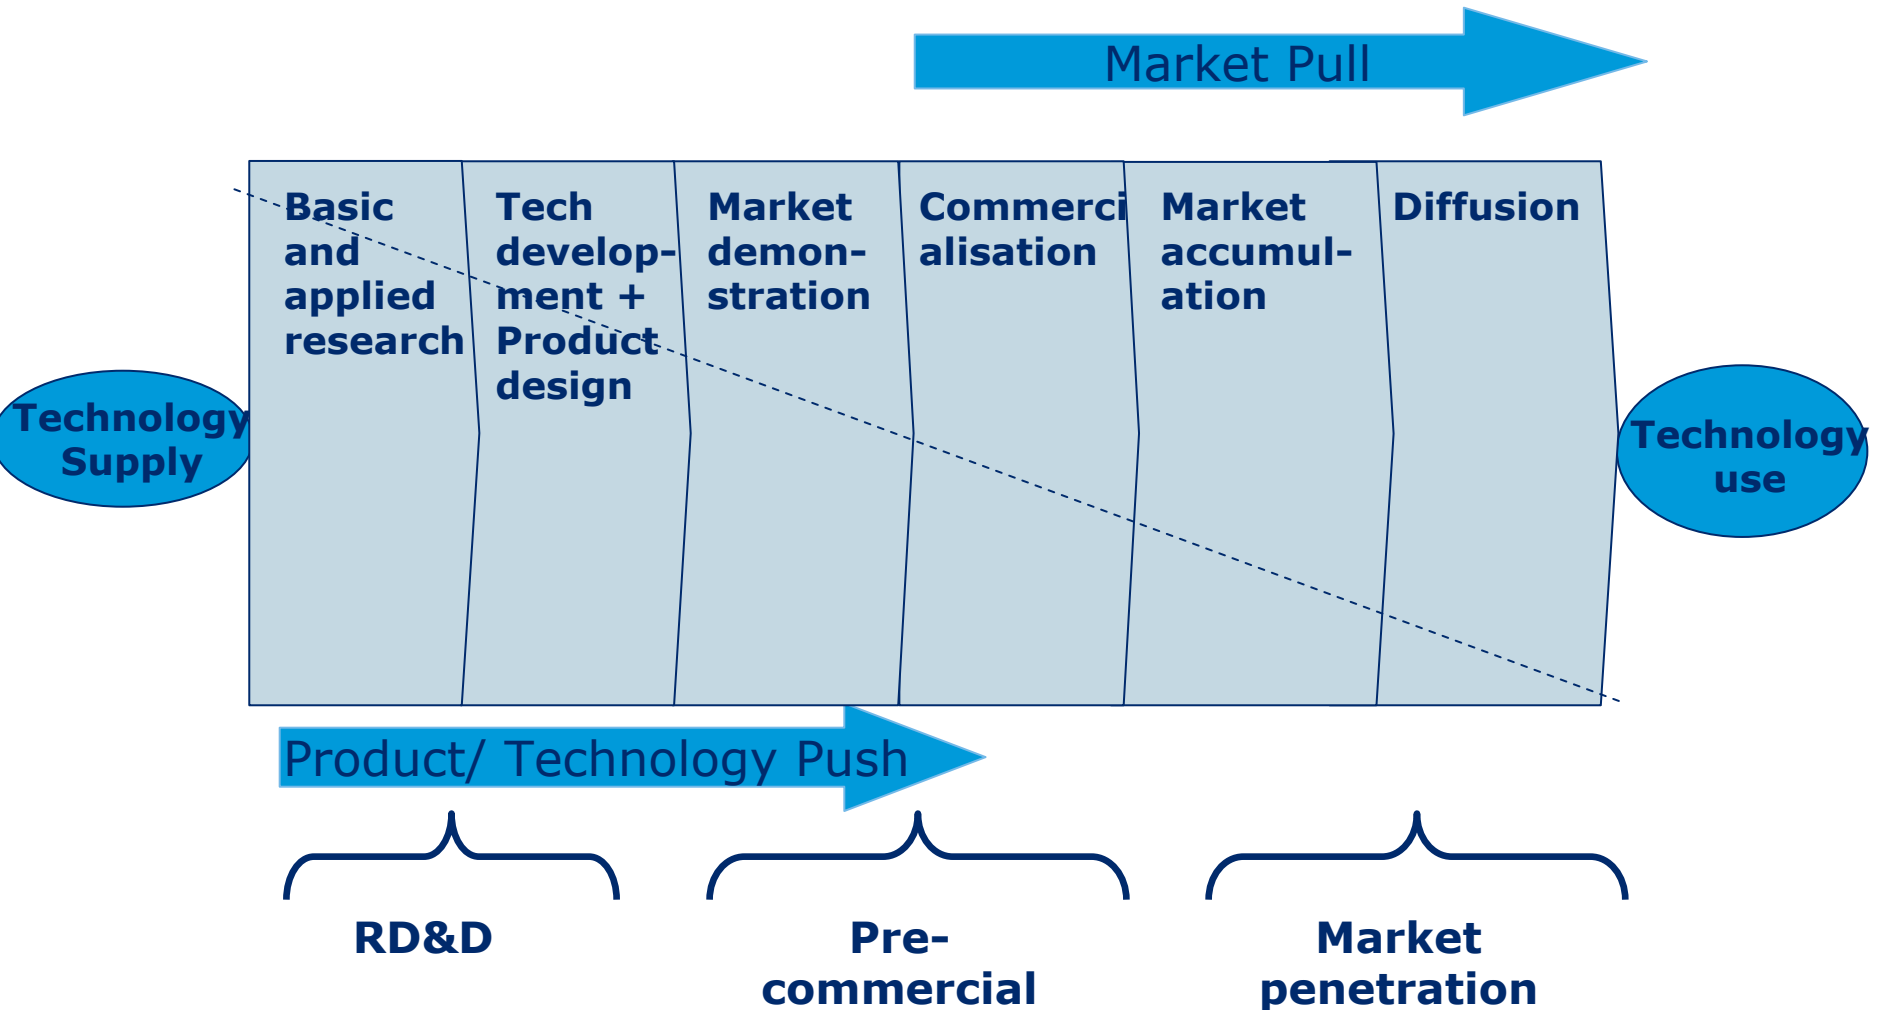 Market Pull
Basic
and
applied
research
Tech
develop-
ment +
Product
design
Market
demon-
stration
Commerci
alisation
Market
accumul-
ation
Diffusion
Technology
Supply
Technology
use
Product/ Technology Push
RD&D
Pre-
commercial
Market
penetration